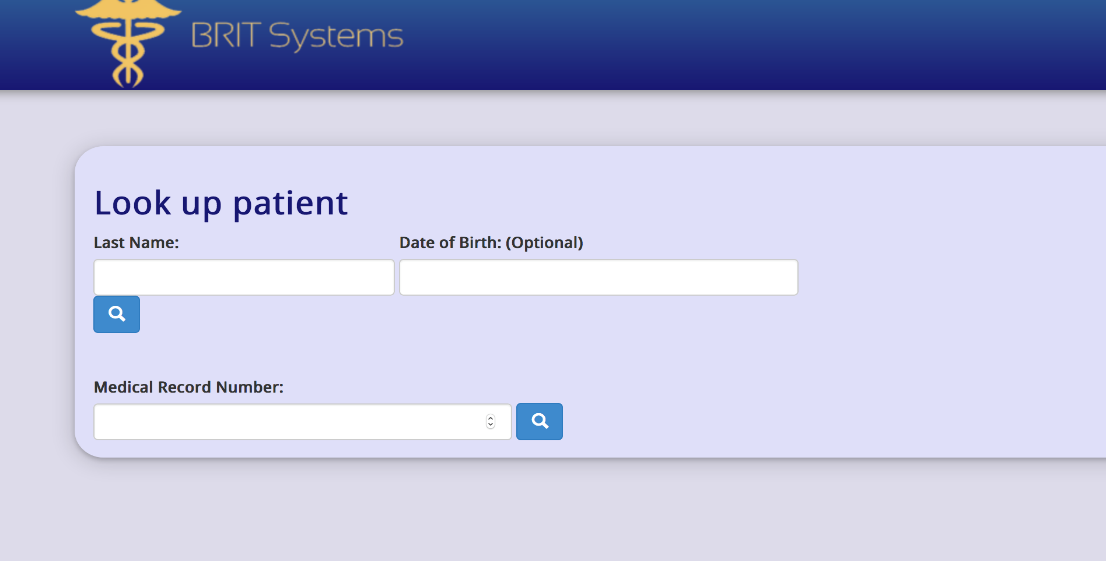 BRIT Systems
Look up patient
Last Name: Date of Birth: (Optional)
Medical Record Number: